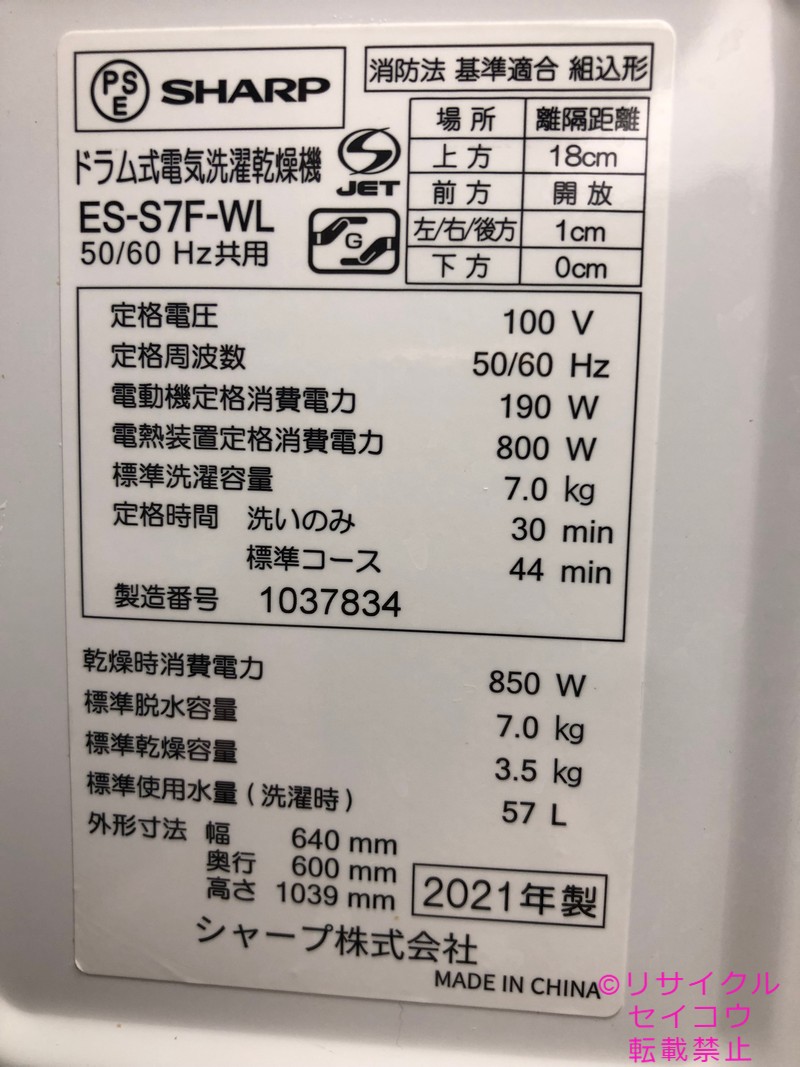 PSE SHARP
消防法 基準適合 組込形
場所 離隔距離
上方 18cm
前方 開放
左/右/後方 1cm
下方 0cm
ドラム式電気洗濯乾燥機
JET
ES-S7F-WL
G
50/60 Hz共用
定格電圧 100 V
定格周波数 50/60 Hz
電動機定格消費電力 190 W
電熱装置定格消費電力 800 W
標準洗濯容量 7.0 kg
定格時間 洗いのみ 30 min
標準コース 44 min
製造番号 1037834
乾燥時消費電力 850 W
標準脱水容量 7.0 kg
標準乾燥容量 3.5 kg
標準使用水量(洗濯時) 57 L
外形寸法 幅 640 mm
奥行 600 mm
高さ 1039 mm
2021年製
シャープ株式会社
MADE IN CHINA
©リサイクル
セイコウ
転載禁止